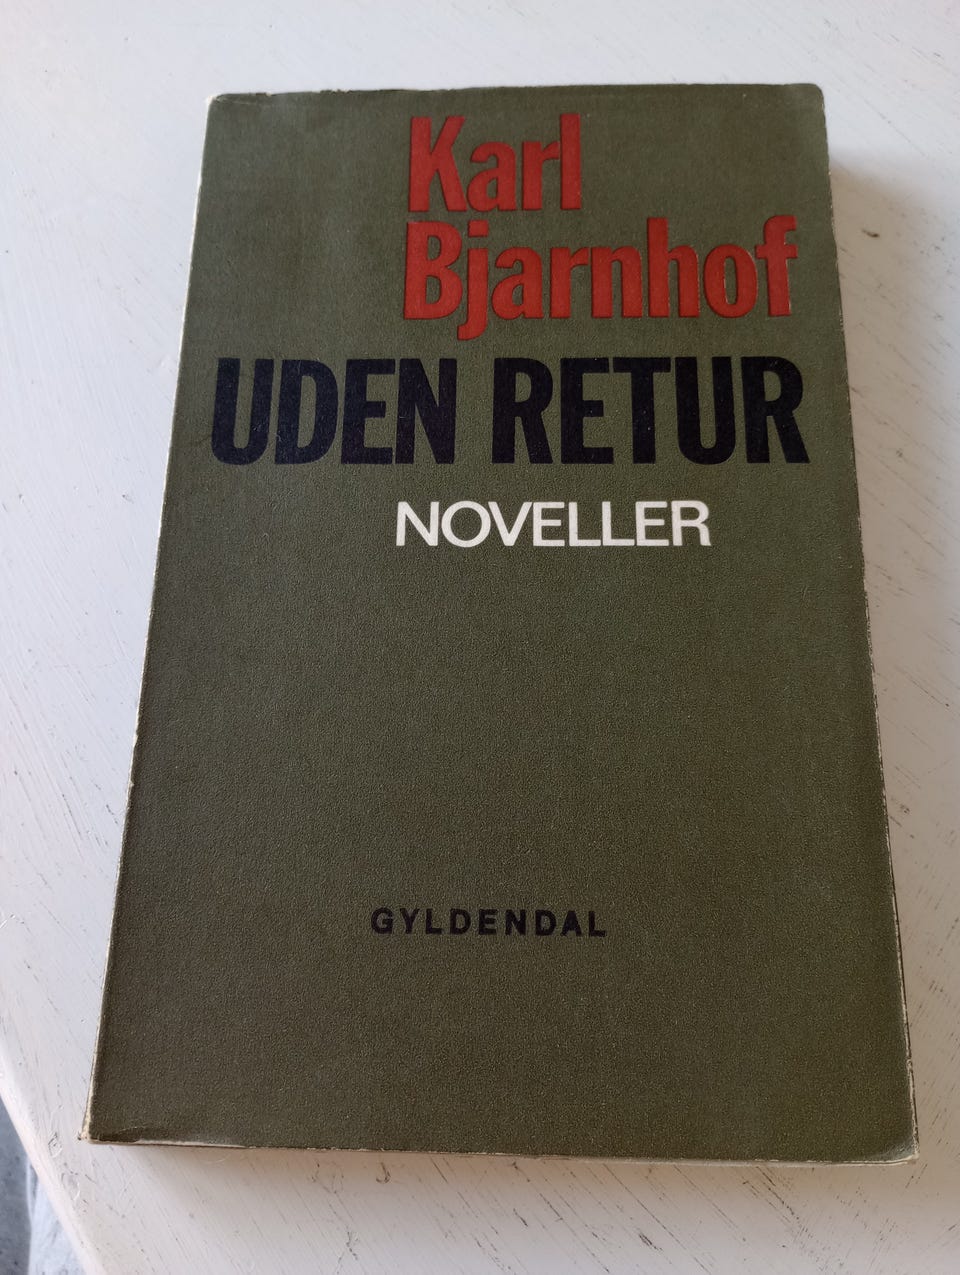 Karl
Bjarnhof
UDEN RETUR
NOVELLER
GYLDENDAL